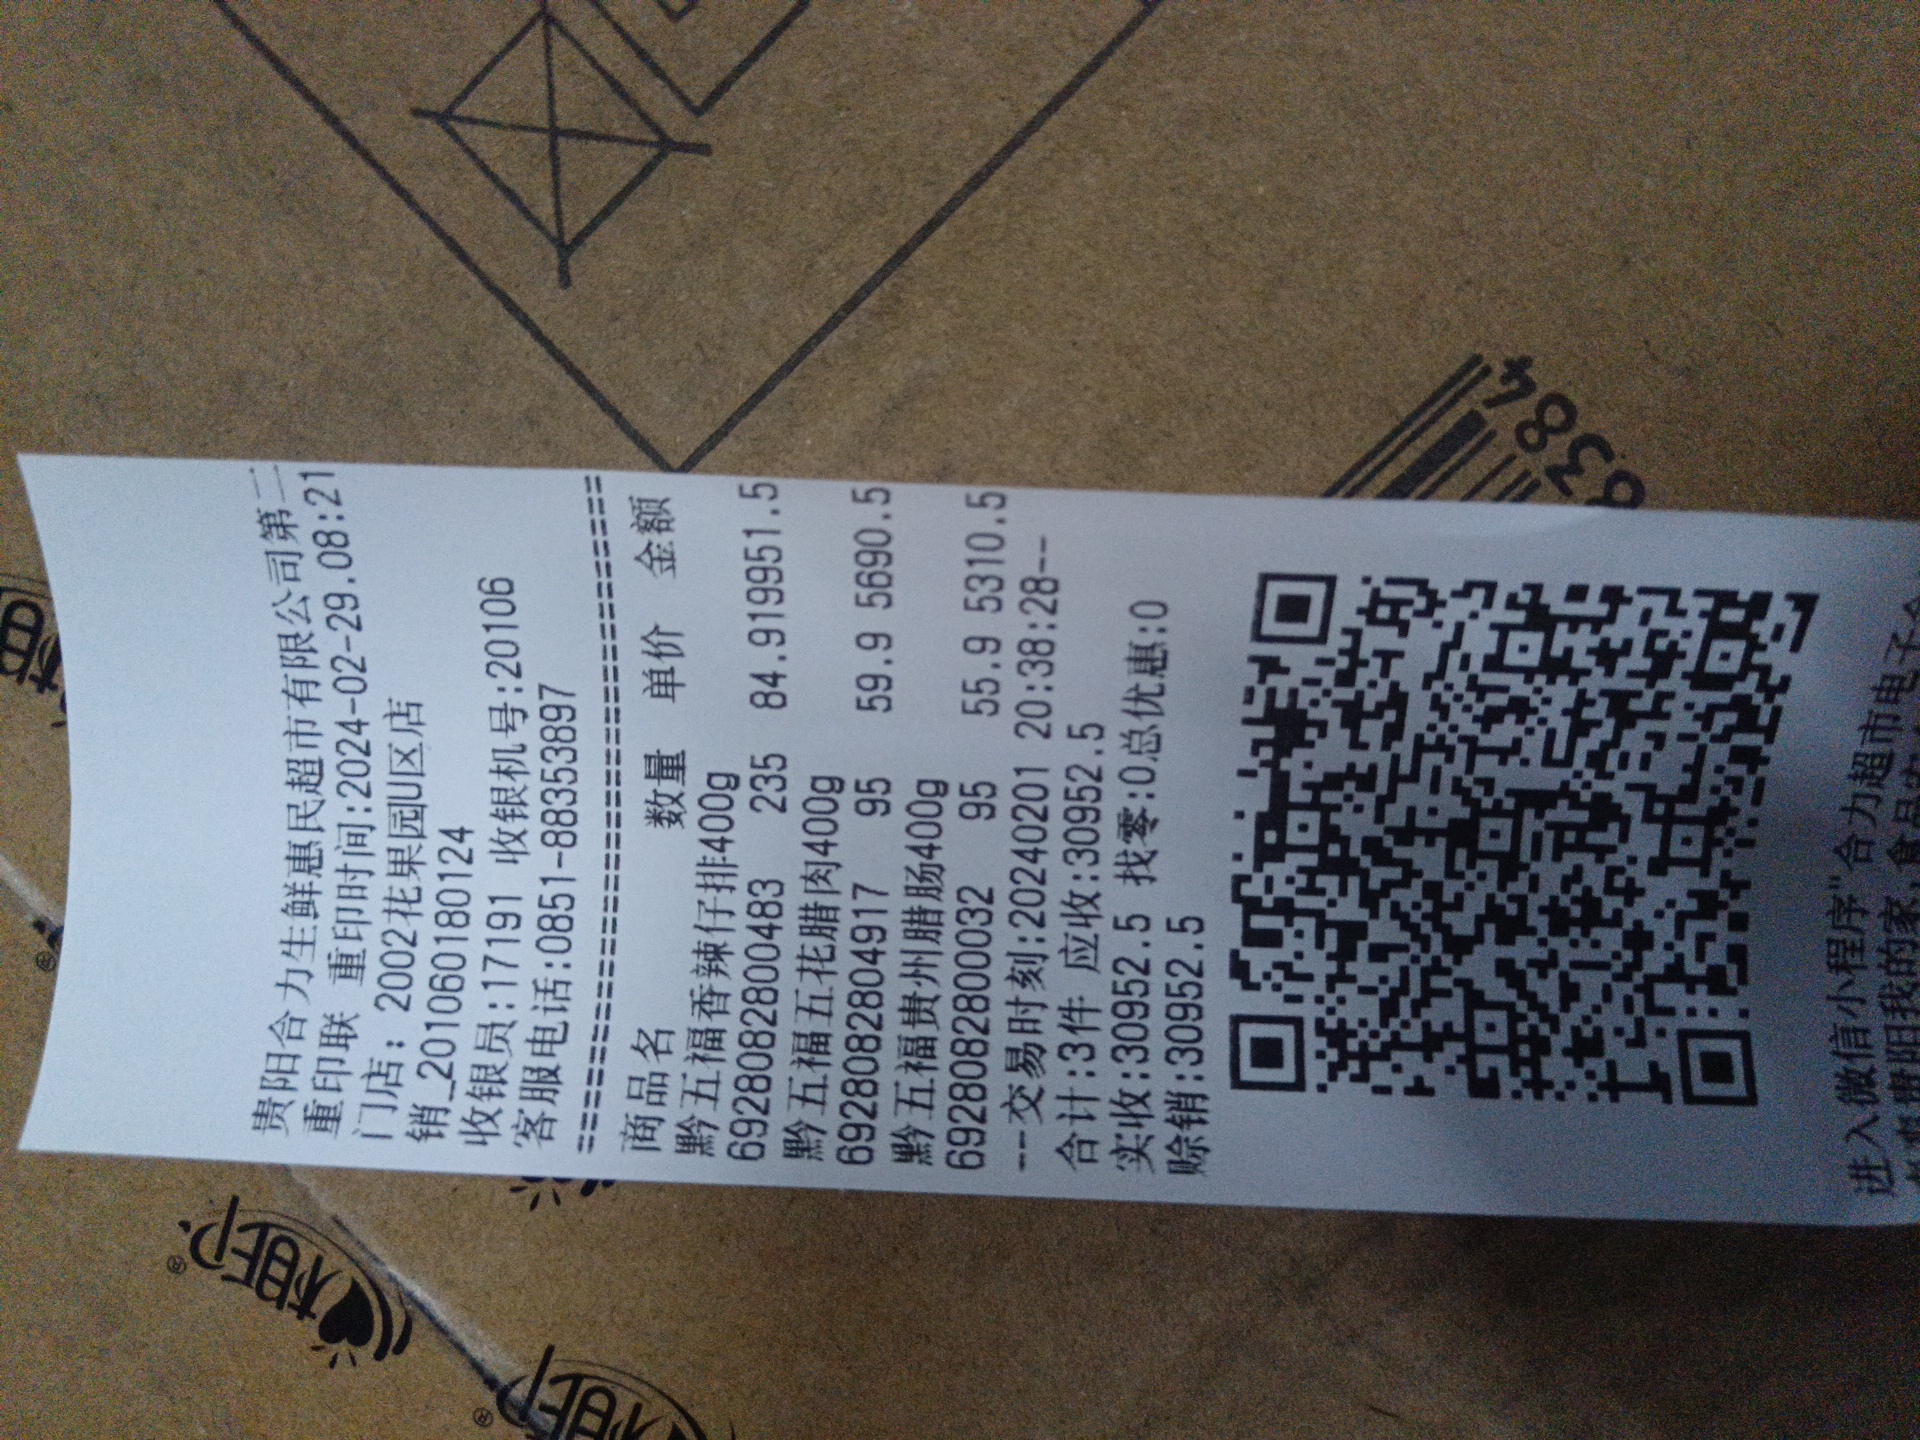 贵阳合力生鲜惠民超市有限公司第二
重印联 重印时间:2024-02-29.08:21
门店: 2002花果园U区店
销_20106018012​4
收银员:17191 收银机号:20106
客服电话:0851-88353897
商品名 数量 单价 金额
黔五福香辣仔排400g
6928082800483 235 84.919951.5
黔五福五花腊肉400g
6928082804917 95 59.9 5690.5
黔五福贵州腊肠400g
6928082800032 95 55.9 5310.5
--交易时刻:20240201 20:38:28--
合计:3件 应收:30952.5
实收:30952.5 找零:0总优惠:0
赊销:30952.5
进入微信小程序"合力超市电子
心相印
心相印